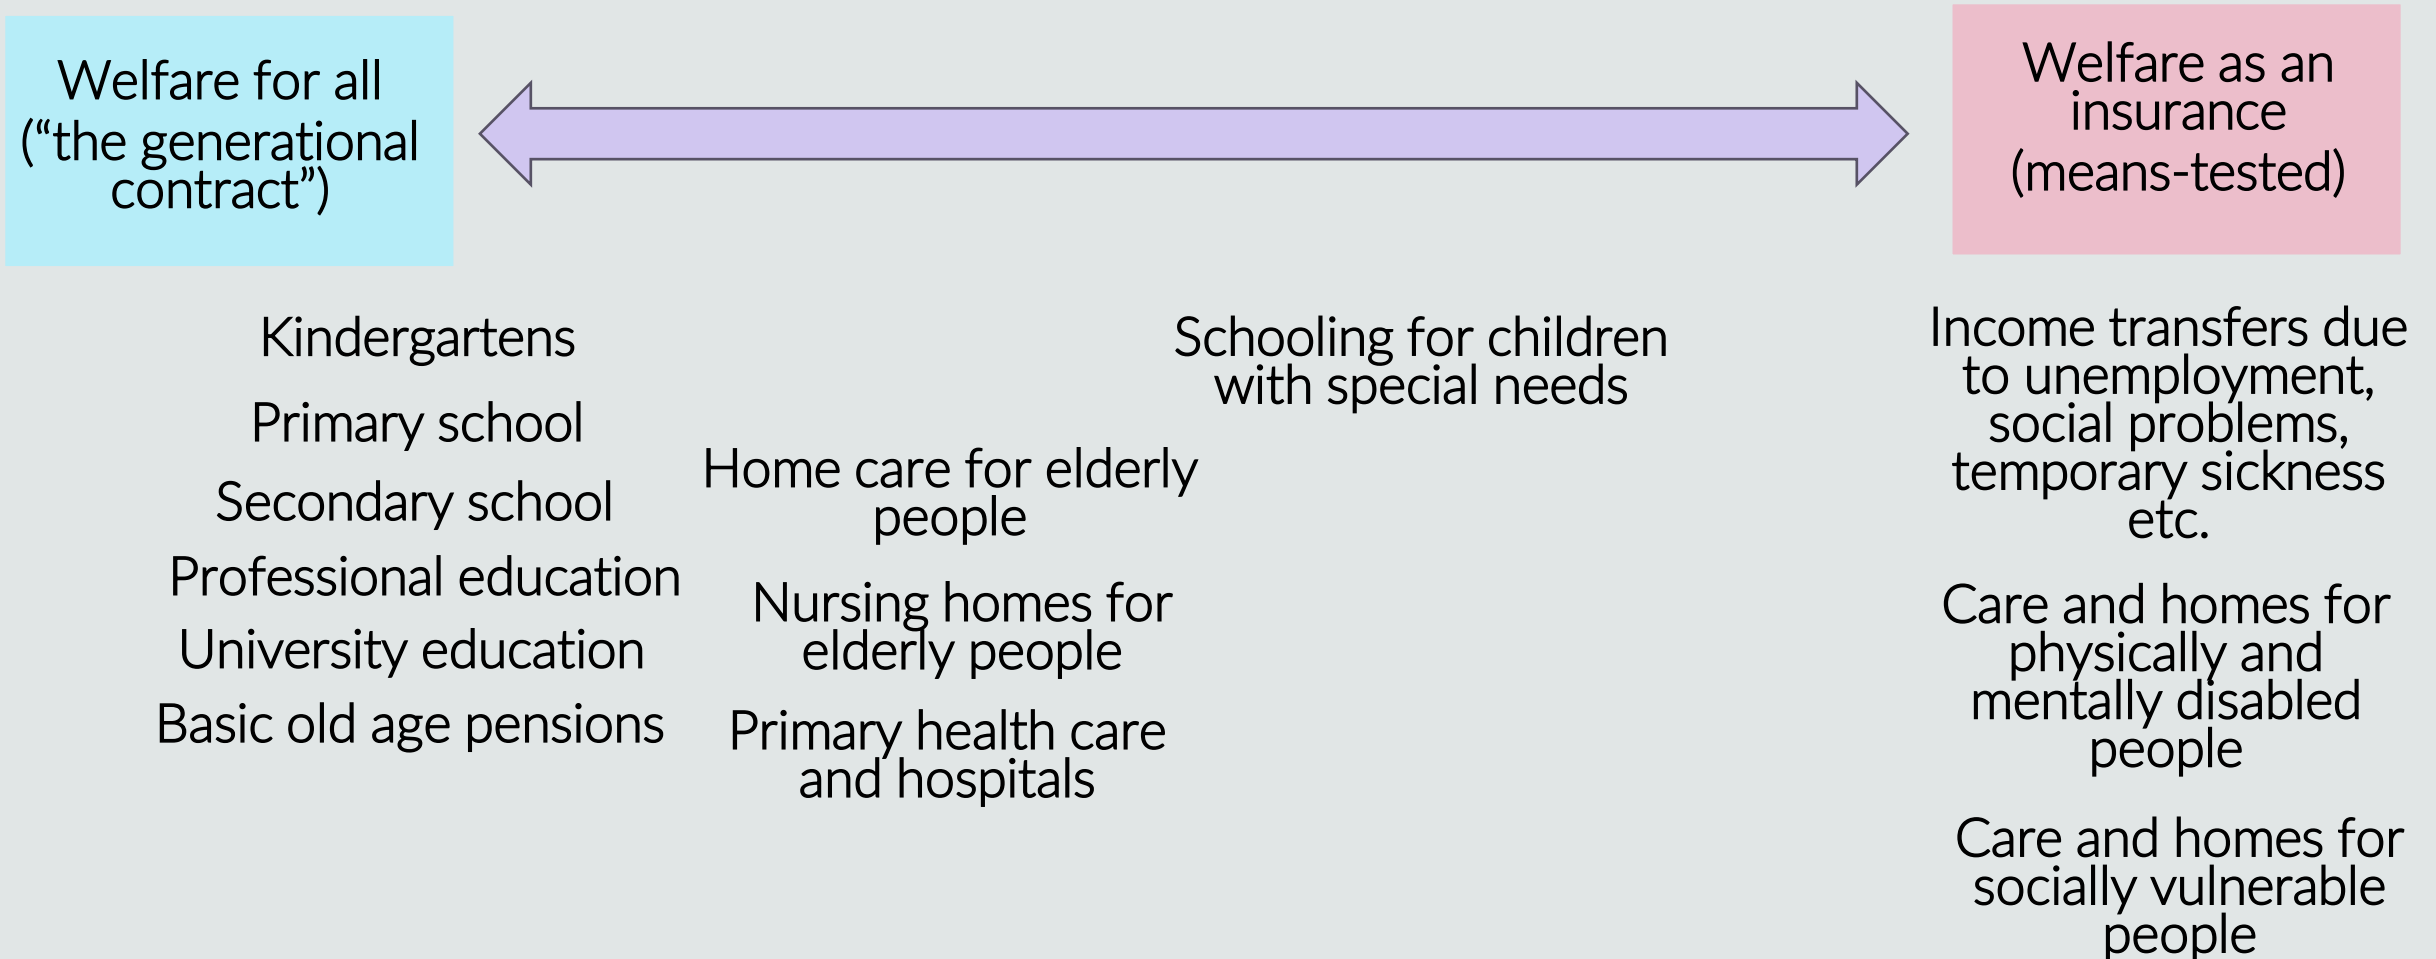 Welfare for all
(“the generational
contract”)
Welfare as an
insurance
(means-tested)
Kindergartens
Primary school
Secondary school
Professional education
University education
Basic old age pensions
Home care for elderly
people
Nursing homes for
elderly people
Primary health care
and hospitals
Schooling for children
with special needs
Income transfers due
to unemployment,
social problems,
temporary sickness
etc.
Care and homes for
physically and
mentally disabled
people
Care and homes for
socially vulnerable
people